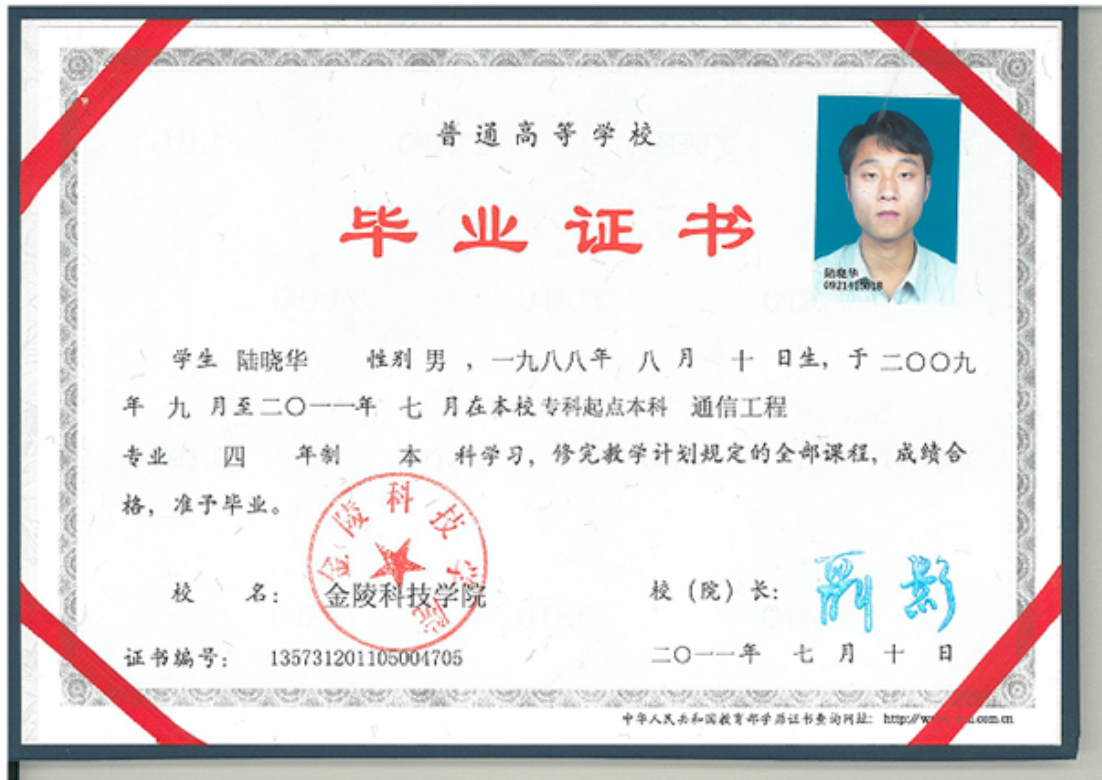 普通高等学校
毕业证书
陆晓华
0921415018
学生 陆晓华 性别 男 ，一九八八年 八 月 十 日生，于 二〇〇九
年 九 月至二〇一一年 七 月在本校 专科起点本科 通信工程
专业 四 年制 本 科学习，修完教学计划规定的全部课程，成绩合
格，准予毕业。
金陵科技学院
校 名： 金陵科技学院
校（院）长：
证书编号： 135731201105004705
二〇一一年 七 月 十 日
中华人民共和国教育部学历证书查询网址： http://w
.com.cn